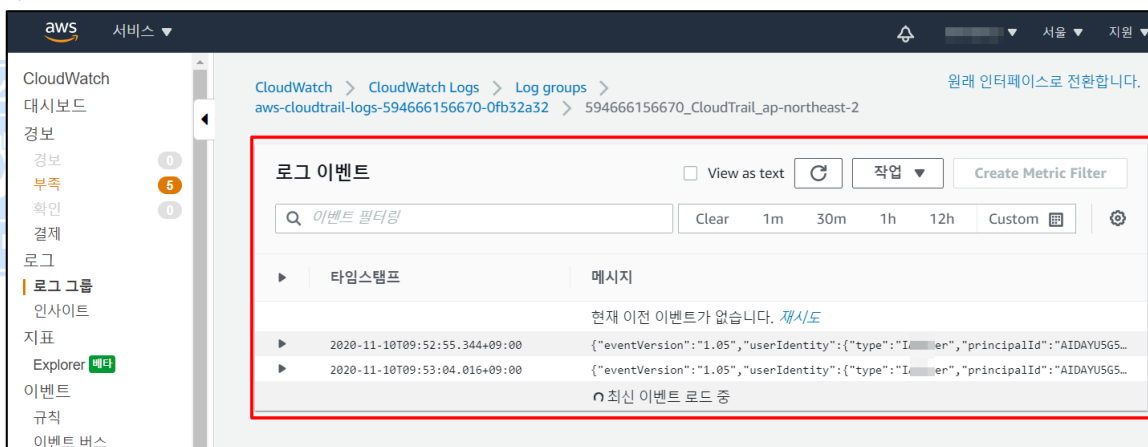 aws 서비스 ▼ ▼ 서울 ▼ 지원 ▼
CloudWatch
대시보드
경보
경보 0
부족 5
확인 0
결제
로그
로그 그룹
인사이트
지표
Explorer 베타
이벤트
규칙
이벤트 버스
CloudWatch > CloudWatch Logs > Log groups >
aws-cloudtrail-logs-594666156670-0fb32a32 > 594666156670_CloudTrail_ap-northeast-2
원래 인터페이스로 전환합니다.
로그 이벤트
View as text 작업 ▼ Create Metric Filter
이벤트 필터링 Clear 1m 30m 1h 12h Custom
타임스탬프 메시지
현재 이전 이벤트가 없습니다. 재시도
2020-11-10T09:52:55.344+09:00 {"eventVersion":"1.05","userIdentity":{"type":"I er","principalId":"AIDAYU5G5…
2020-11-10T09:53:04.016+09:00 {"eventVersion":"1.05","userIdentity":{"type":"I er","principalId":"AIDAYU5G5…
최신 이벤트 로드 중